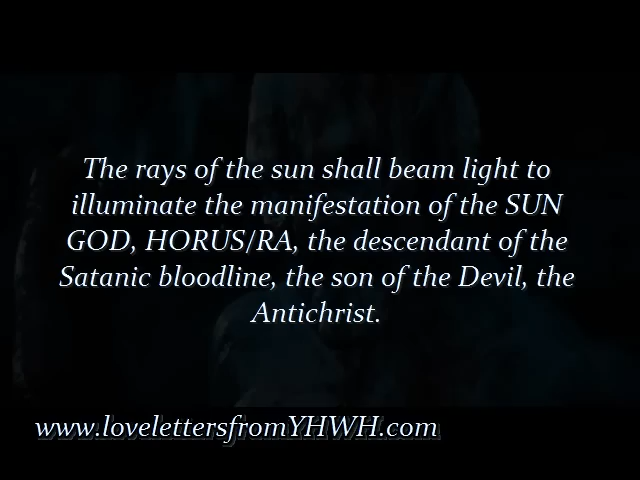 The rays of the sun shall beam light to
illuminate the manifestation of the SUN
GOD, HORUS/RA, the descendant of the
Satanic bloodline, the son of the Devil, the
Antichrist.
www.lovelettersfromYHWH.com